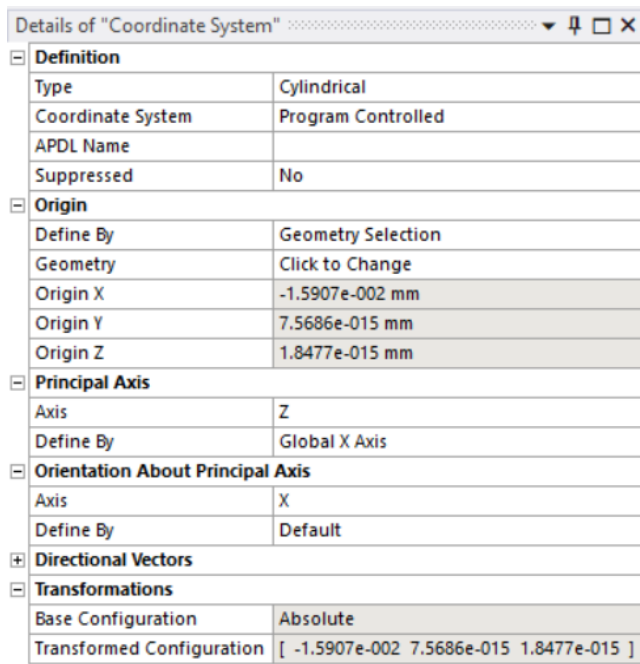 Details of "Coordinate System"
Definition
Type Cylindrical
Coordinate System Program Controlled
APDL Name
Suppressed No
Origin
Define By Geometry Selection
Geometry Click to Change
Origin X -1.5907e-002 mm
Origin Y 7.5686e-015 mm
Origin Z 1.8477e-015 mm
Principal Axis
Axis Z
Define By Global X Axis
Orientation About Principal Axis
Axis X
Define By Default
Directional Vectors
Transformations
Base Configuration Absolute
Transformed Configuration [ -1.5907e-002 7.5686e-015 1.8477e-015 ]